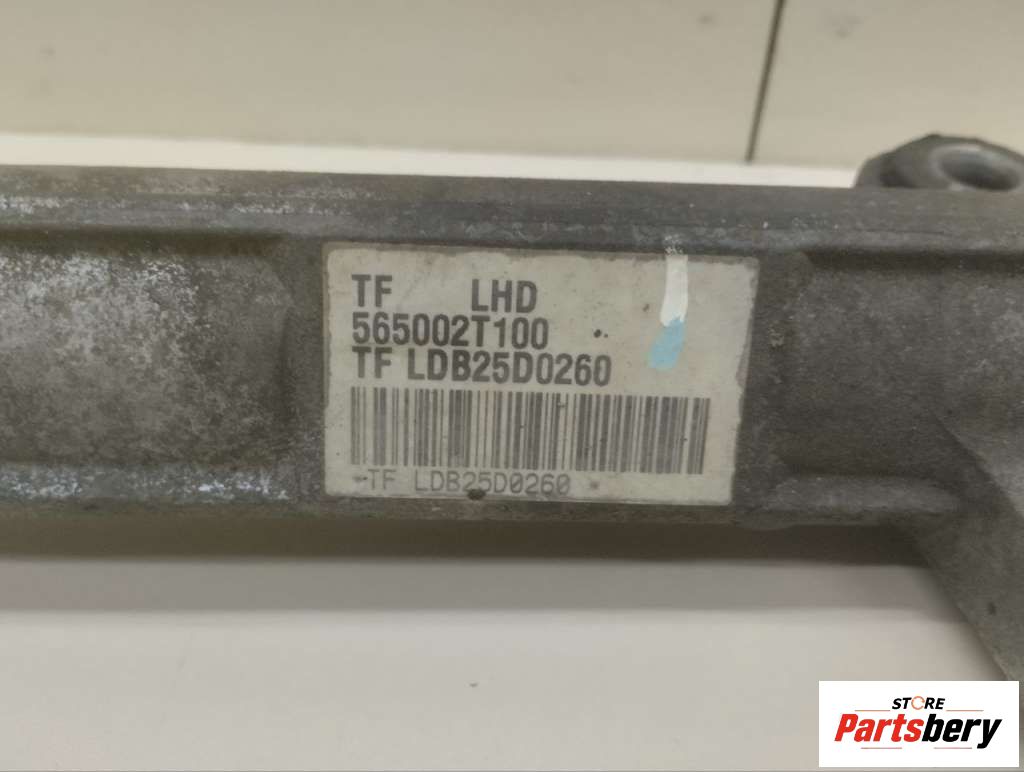 TF LHD
565002T100
TF LDB25D0260
TF LDB25D0260
STORE
Partsbery